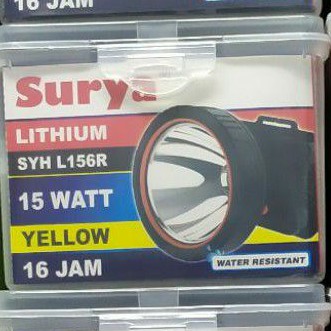 16 JAM
Surya
LITHIUM
SYH L156R
15 WATT
YELLOW
16 JAM
WATER RESISTANT